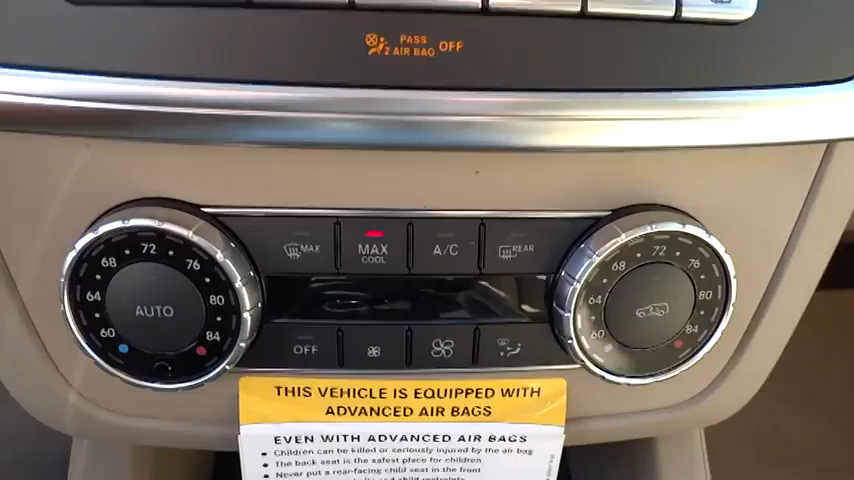 PASS
2 AIR BAG OFF
MAX
MAX
COOL
A/C
REAR
60 64 68 72 76 80 84
AUTO
60 64 68 72 76 80 84
OFF
THIS VEHICLE IS EQUIPPED WITH
ADVANCED AIR BAGS
EVEN WITH ADVANCED AIR BAGS
• Children can be killed or seriously injured by the air bag
• The back seat is the safest place for children
• Never put a rear-facing child seat in the front